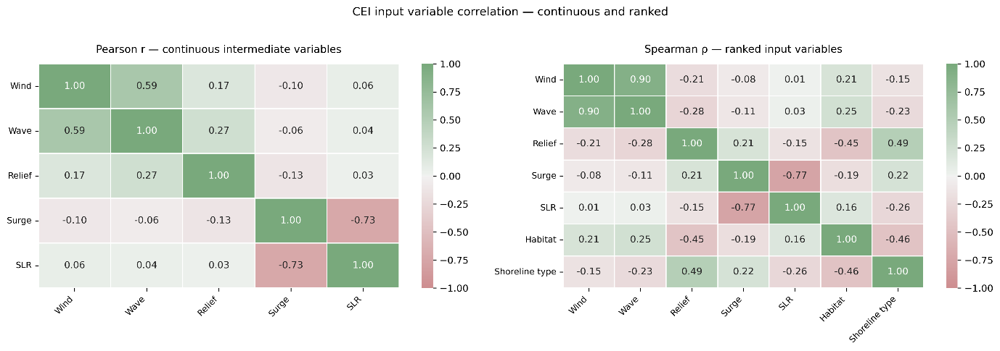 CEI input variable correlation — continuous and ranked
Pearson r — continuous intermediate variables
Wind 1.00 0.59 0.17 -0.10 0.06
Wave 0.59 1.00 0.27 -0.06 0.04
Relief 0.17 0.27 1.00 -0.13 0.03
Surge -0.10 -0.06 -0.13 1.00 -0.73
SLR 0.06 0.04 0.03 -0.73 1.00
Wind Wave Relief Surge SLR
1.00
0.75
0.50
0.25
0.00
−0.25
−0.50
−0.75
−1.00
Spearman ρ — ranked input variables
Wind 1.00 0.90 -0.21 -0.08 0.01 0.21 -0.15
Wave 0.90 1.00 -0.28 -0.11 0.03 0.25 -0.23
Relief -0.21 -0.28 1.00 0.21 -0.15 -0.45 0.49
Surge -0.08 -0.11 0.21 1.00 -0.77 -0.19 0.22
SLR 0.01 0.03 -0.15 -0.77 1.00 0.16 -0.26
Habitat 0.21 0.25 -0.45 -0.19 0.16 1.00 -0.46
Shoreline type -0.15 -0.23 0.49 0.22 -0.26 -0.46 1.00
Wind Wave Relief Surge SLR Habitat Shoreline type
1.00
0.75
0.50
0.25
0.00
−0.25
−0.50
−0.75
−1.00